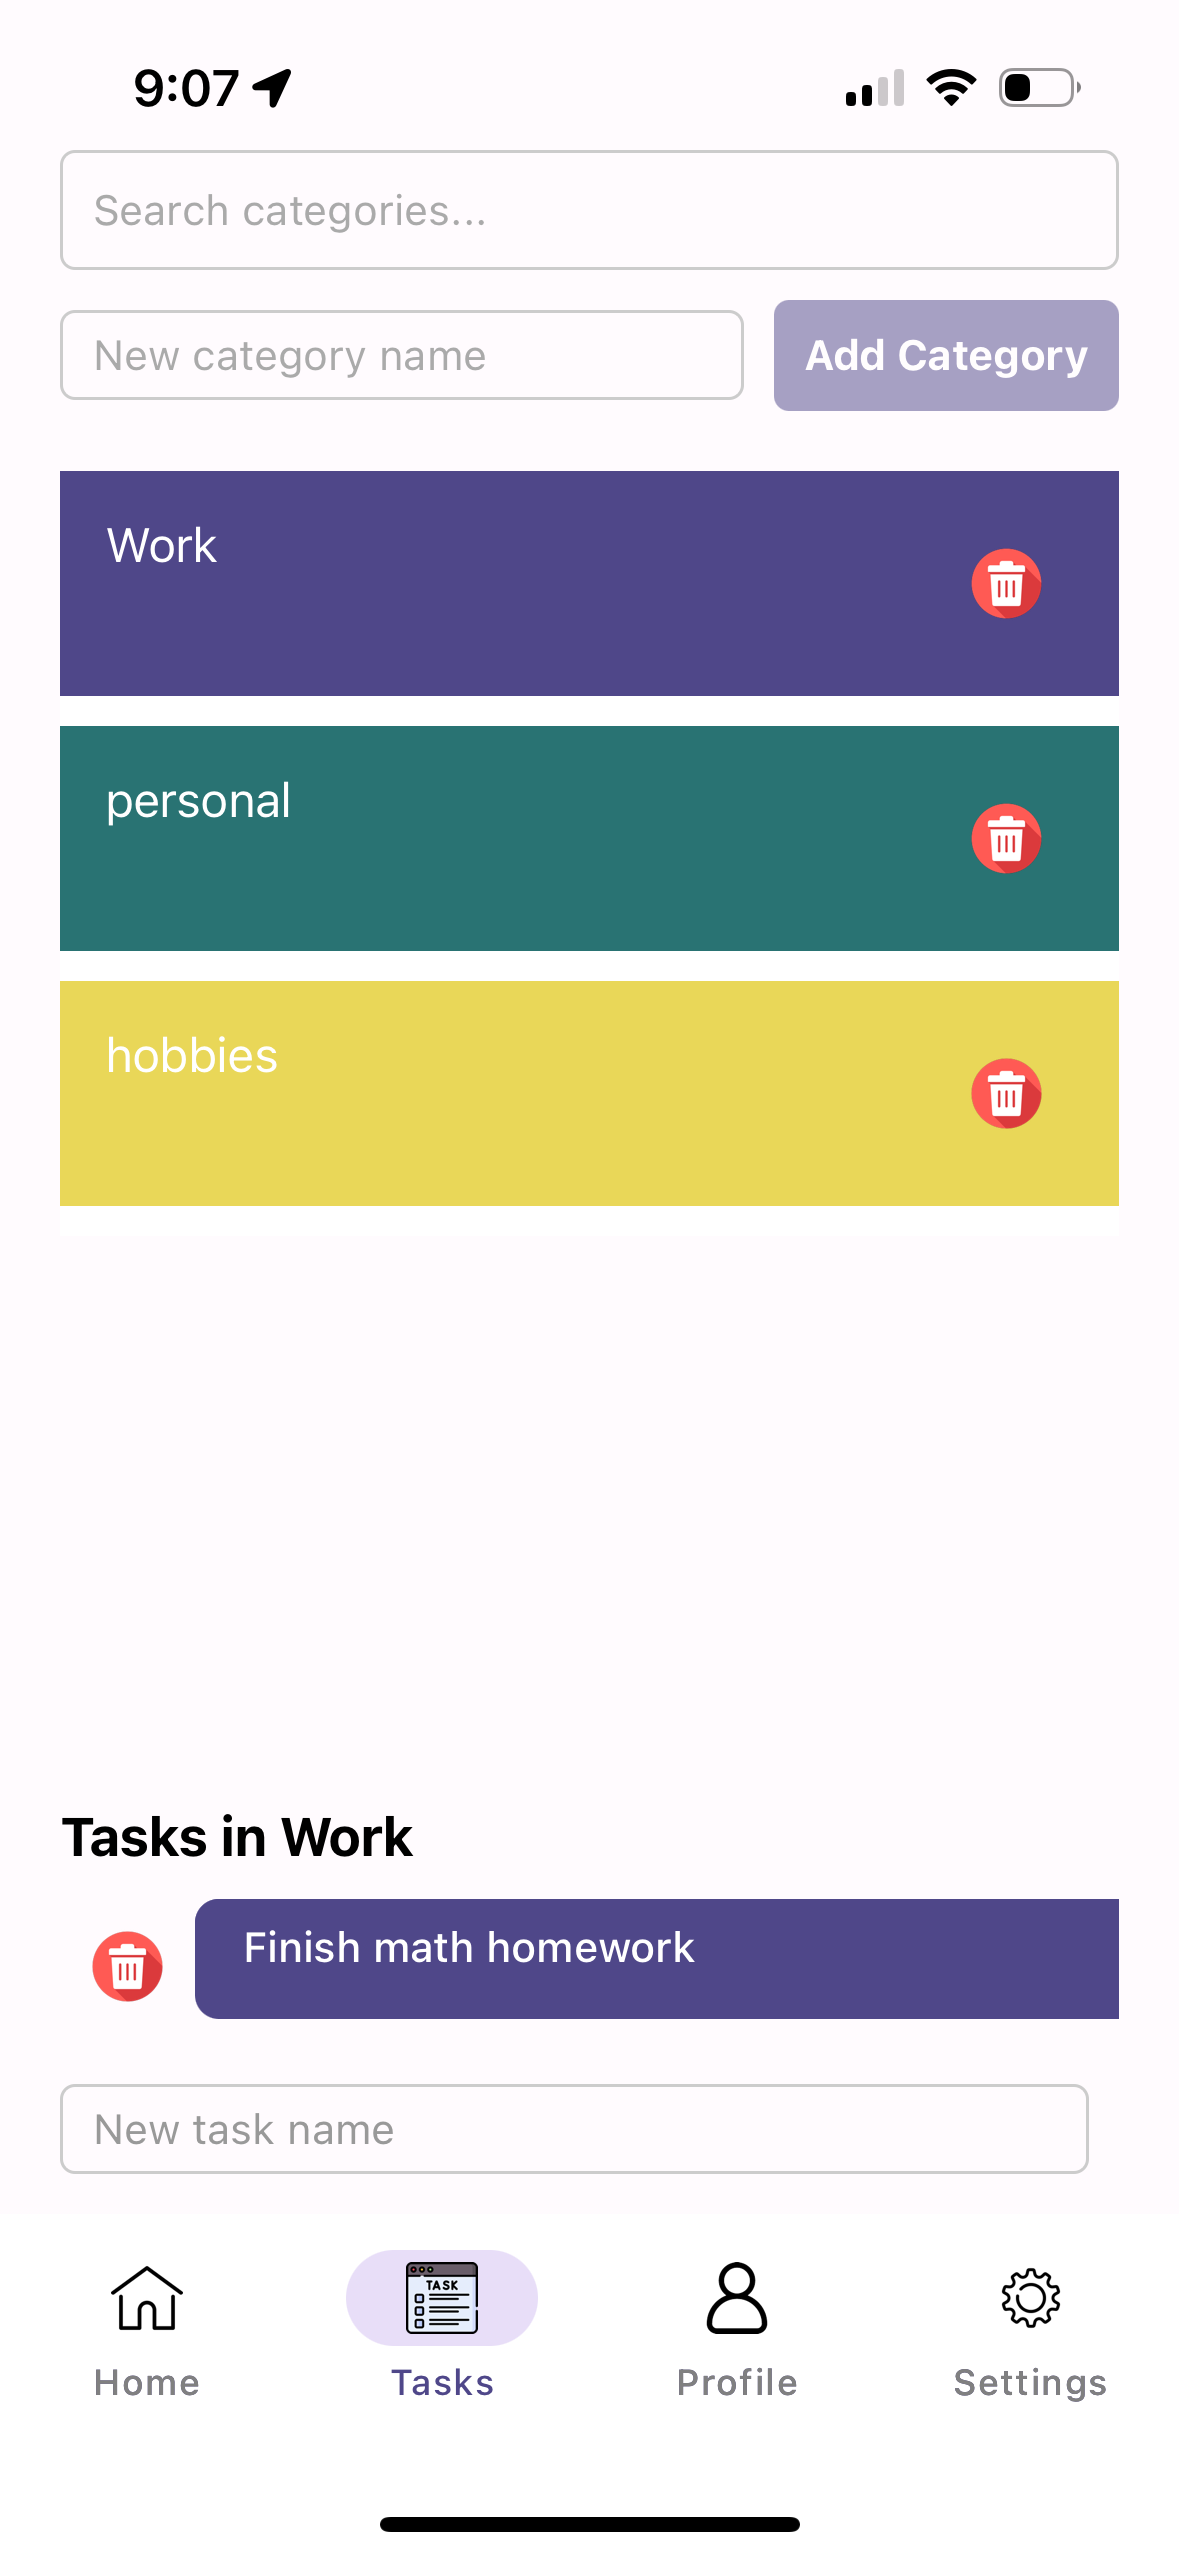 9:07
Search categories...
New category name
Add Category
Work
personal
hobbies
Tasks in Work
Finish math homework
New task name
TASK
Home
Tasks
Profile
Settings